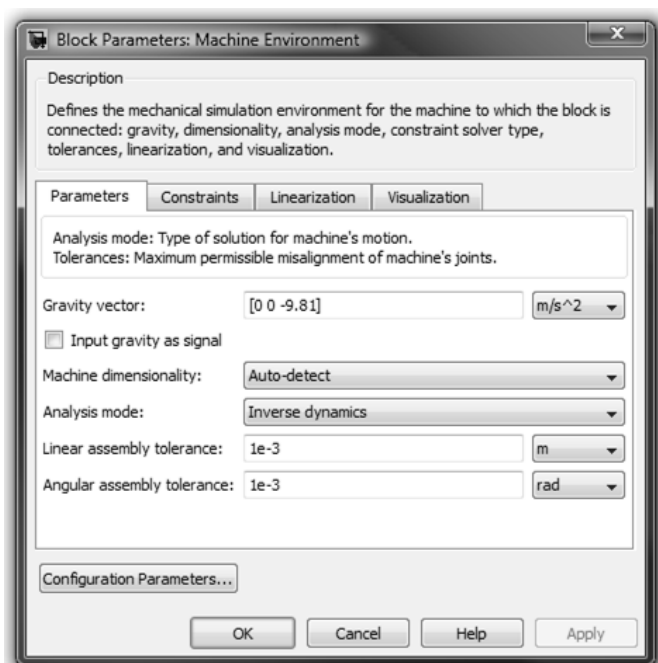 Block Parameters: Machine Environment
Description
Defines the mechanical simulation environment for the machine to which the block is
connected: gravity, dimensionality, analysis mode, constraint solver type,
tolerances, linearization, and visualization.
Parameters Constraints Linearization Visualization
Analysis mode: Type of solution for machine's motion.
Tolerances: Maximum permissible misalignment of machine's joints.
Gravity vector: [0 0 -9.81] m/s^2
Input gravity as signal
Machine dimensionality: Auto-detect
Analysis mode: Inverse dynamics
Linear assembly tolerance: 1e-3 m
Angular assembly tolerance: 1e-3 rad
Configuration Parameters...
OK Cancel Help Apply